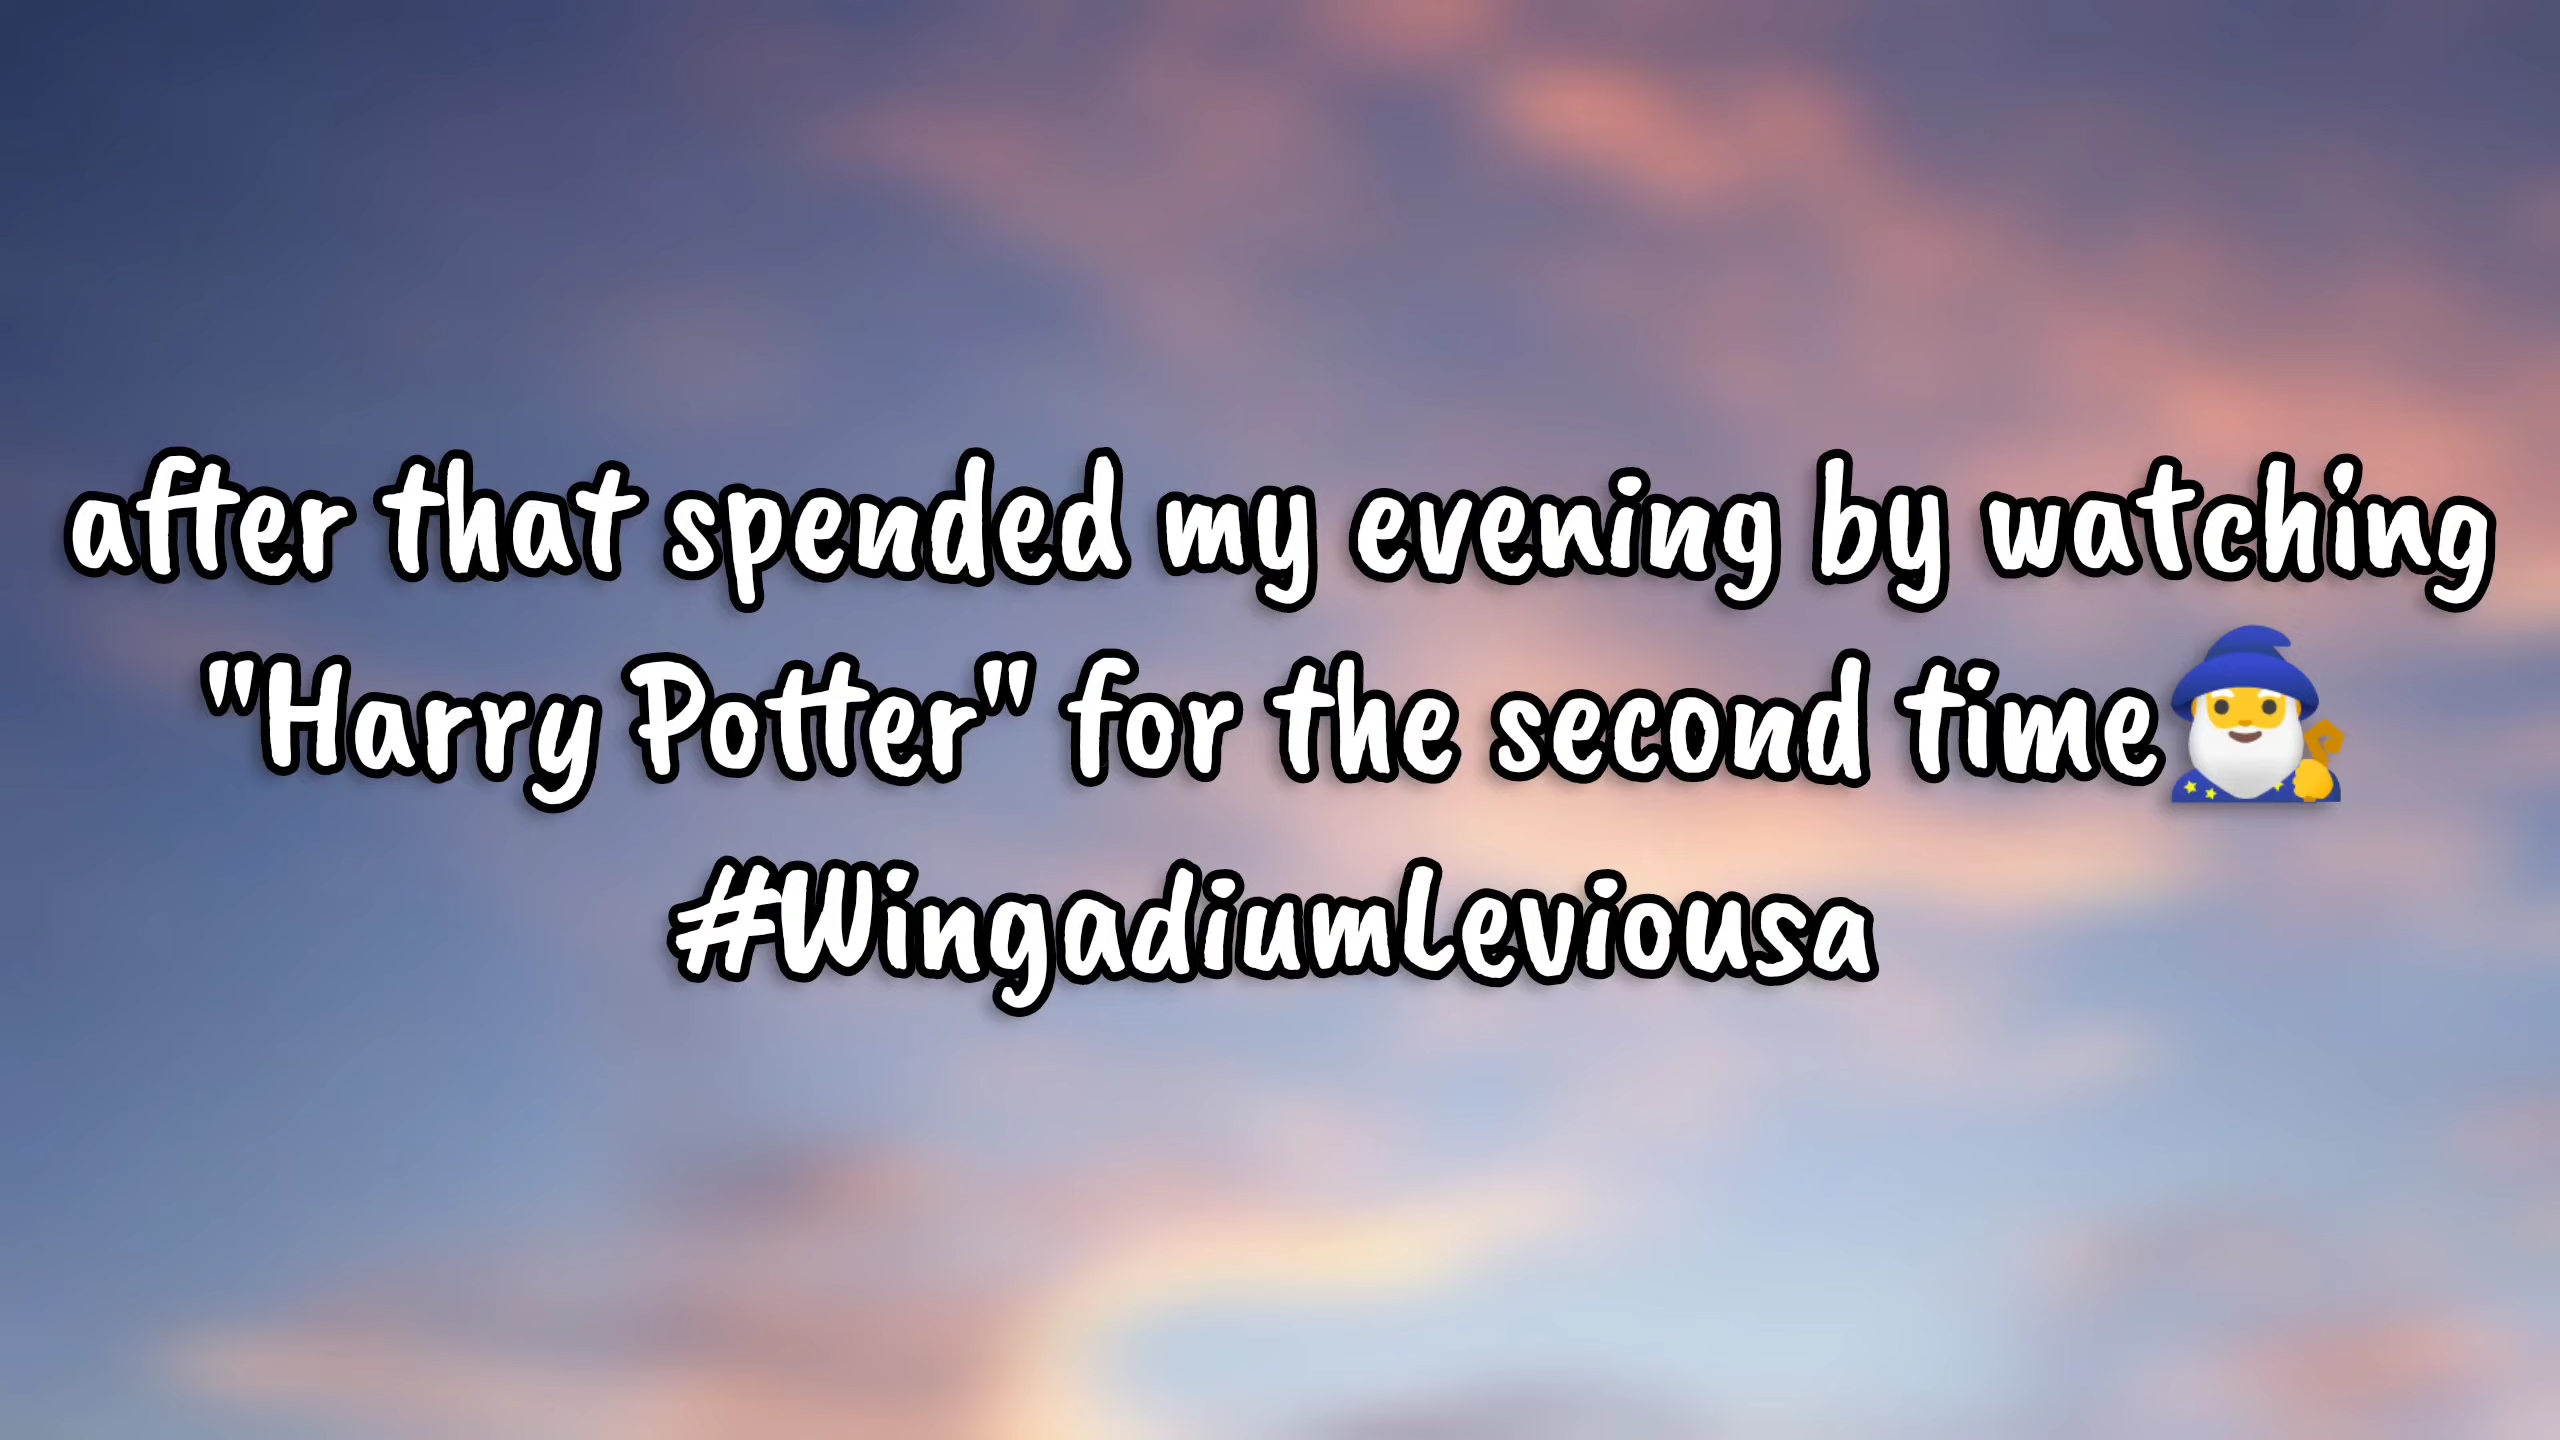 after that spended my evening by watching
"Harry Potter" for the second time🧙‍♂️
#WingadiumLeviousa